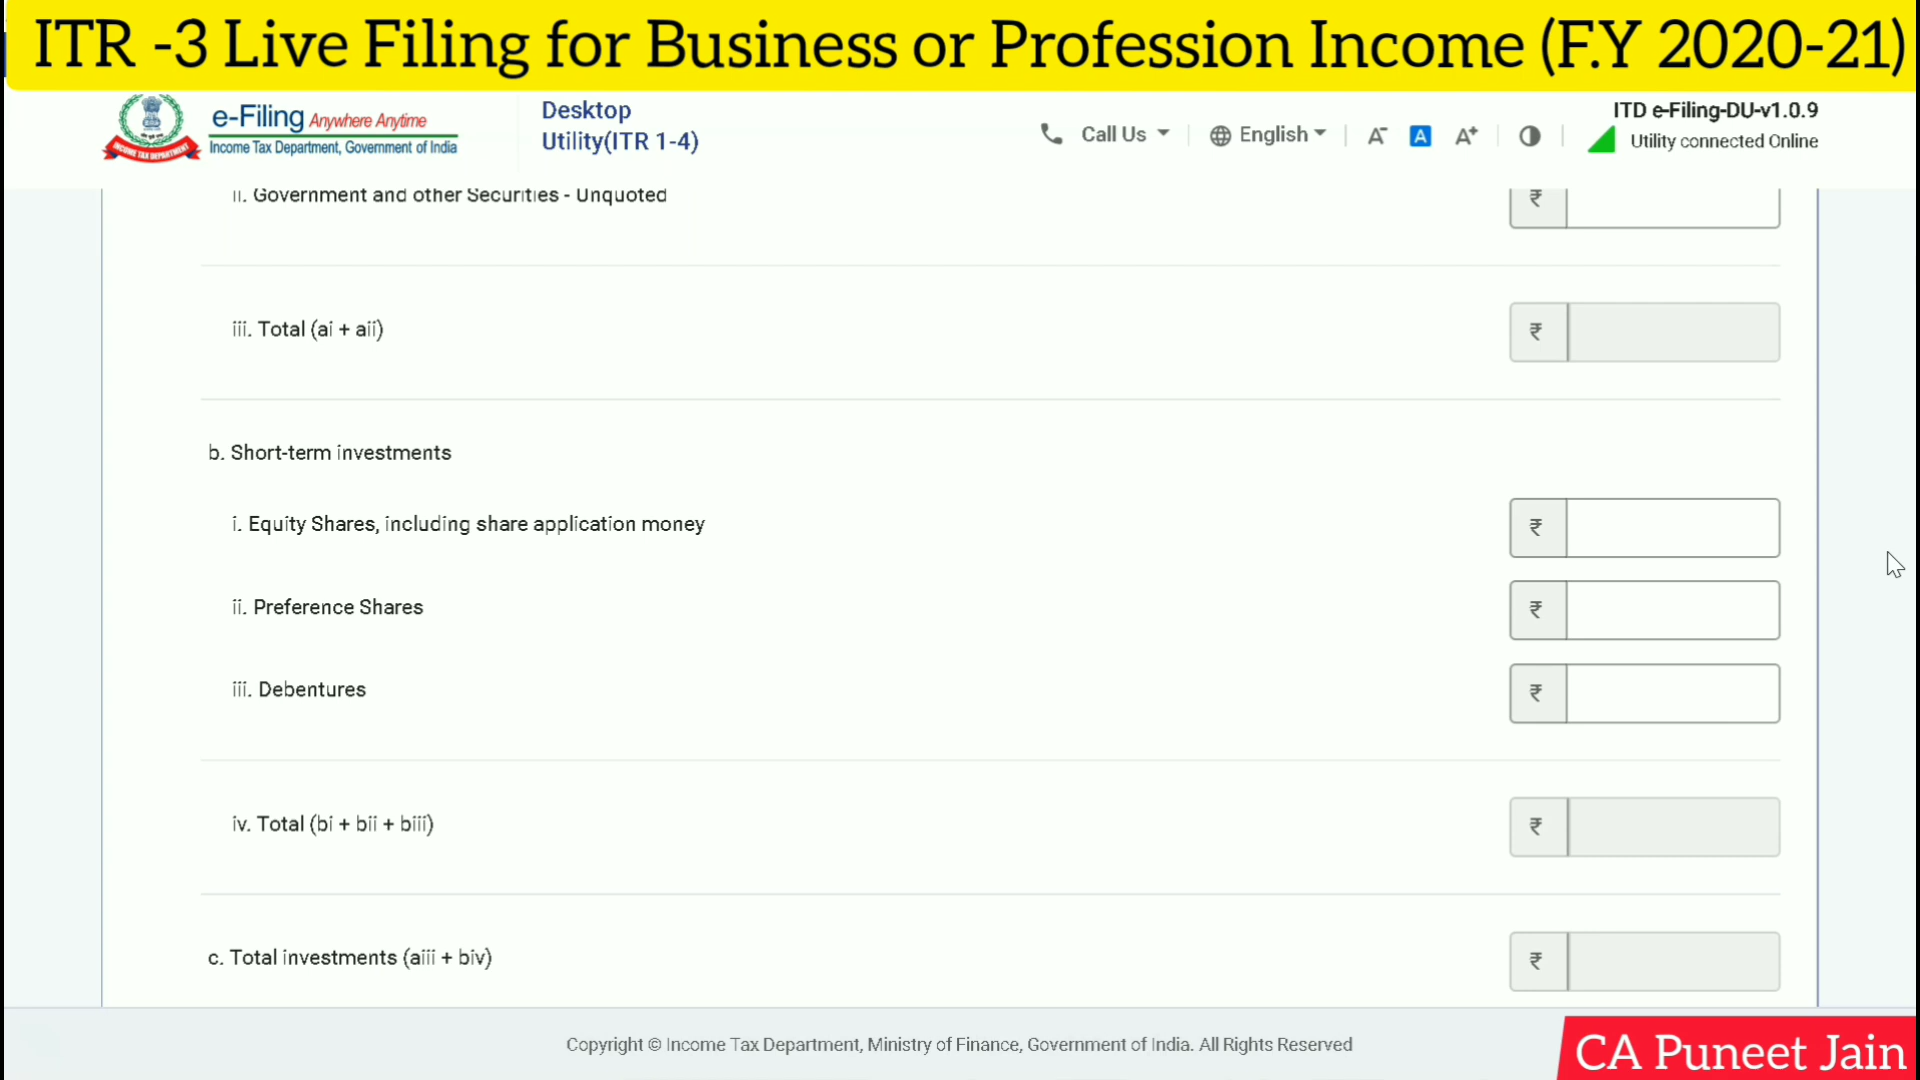 ITR -3 Live Filing for Business or Profession Income (F.Y 2020-21)
e-Filing Anywhere Anytime
Income Tax Department, Government of India
INCOME TAX DEPARTMENT
Desktop
Utility(ITR 1-4)
Call Us
English
A-
A
A+
ITD e-Filing-DU-v1.0.9
Utility connected Online
ii. Government and other Securities - Unquoted ₹
iii. Total (ai + aii) ₹
b. Short-term investments
i. Equity Shares, including share application money ₹
ii. Preference Shares ₹
iii. Debentures ₹
iv. Total (bi + bii + biii) ₹
c. Total investments (aiii + biv) ₹
Copyright © Income Tax Department, Ministry of Finance, Government of India. All Rights Reserved
CA Puneet Jain